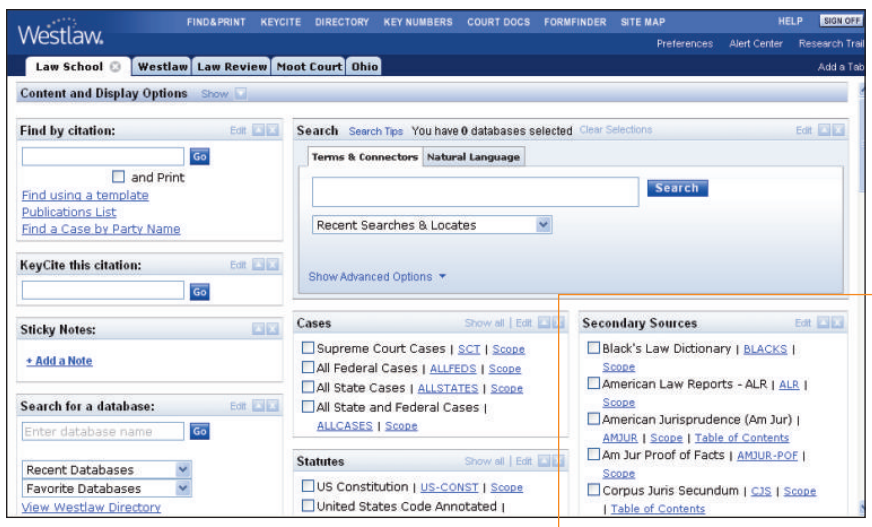 Westlaw.
FIND&PRINT KEYCITE DIRECTORY KEY NUMBERS COURT DOCS FORMFINDER SITE MAP HELP SIGN OFF
Preferences Alert Center Research Trail
Law School Westlaw Law Review Moot Court Ohio Add a Tab
Content and Display Options Show
Find by citation: Edit
Go
and Print
Find using a template
Publications List
Find a Case by Party Name
KeyCite this citation: Edit
Go
Sticky Notes:
+ Add a Note
Search for a database: Edit
Enter database name Go
Recent Databases
Favorite Databases
View Westlaw Directory
Search Search Tips You have 0 databases selected Clear Selections Edit
Terms & Connectors Natural Language
Search
Recent Searches & Locates
Show Advanced Options
Cases Show all | Edit
Supreme Court Cases | SCT | Scope
All Federal Cases | ALLFEDS | Scope
All State Cases | ALLSTATES | Scope
All State and Federal Cases |
ALLCASES | Scope
Statutes Show all | Edit
US Constitution | US-CONST | Scope
United States Code Annotated |
Secondary Sources Edit
Black's Law Dictionary | BLACKS |
Scope
American Law Reports - ALR | ALR |
Scope
American Jurisprudence (Am Jur) |
AMJUR | Scope | Table of Contents
Am Jur Proof of Facts | AMJUR-POF |
Scope
Corpus Juris Secundum | CJS | Scope
| Table of Contents